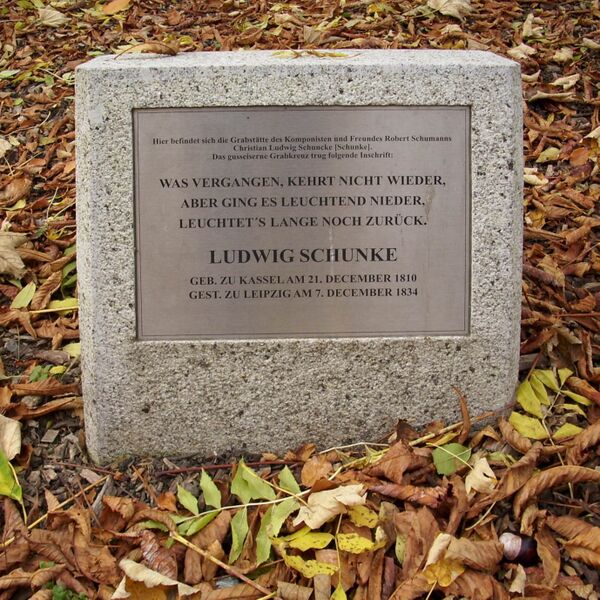 Hier befindet sich die Grabstätte des Komponisten und Freundes Robert Schumanns
Christian Ludwig Schuncke [Schunke].
Das gusseiserne Grabkreuz trug folgende Inschrift:
WAS VERGANGEN, KEHRT NICHT WIEDER,
ABER GING ES LEUCHTEND NIEDER,
LEUCHTET´S LANGE NOCH ZURÜCK.
LUDWIG SCHUNKE
GEB. ZU KASSEL AM 21. DECEMBER 1810
GEST. ZU LEIPZIG AM 7. DECEMBER 1834